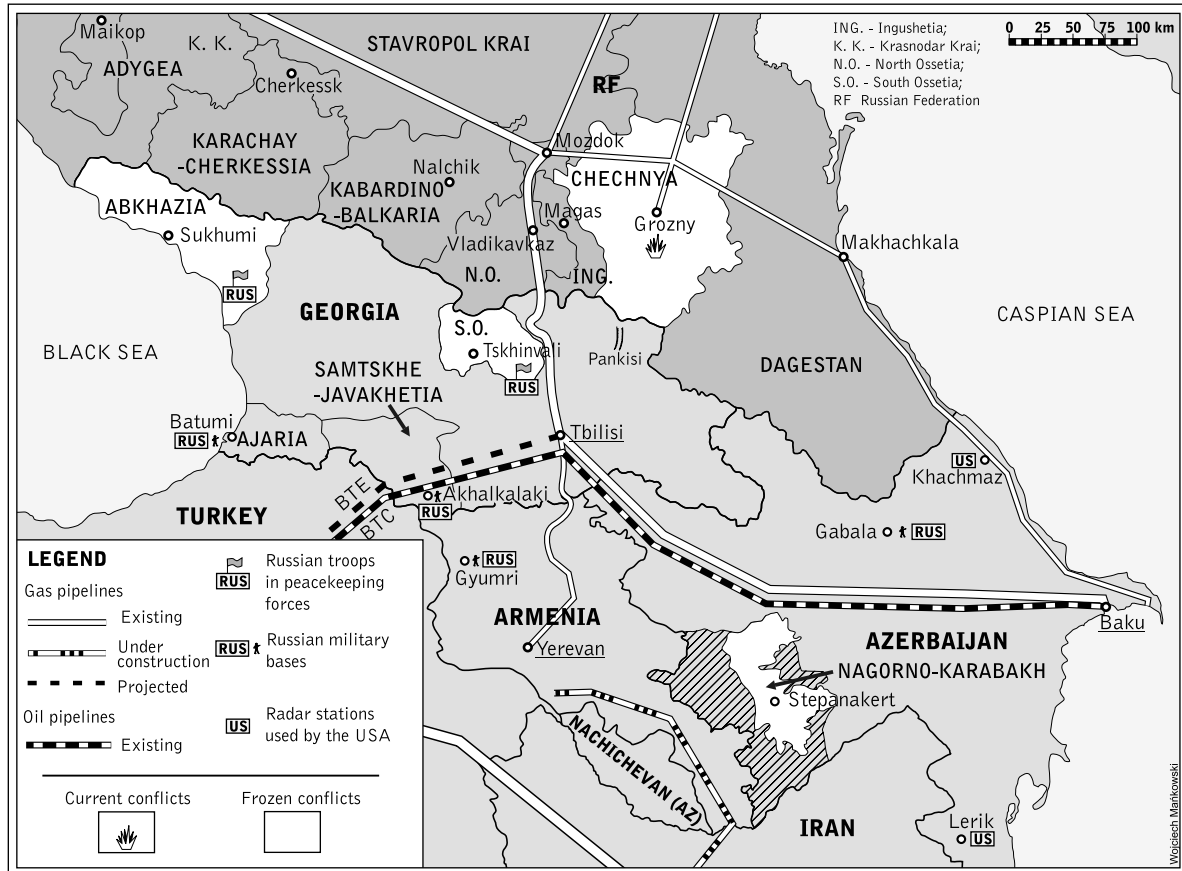 Maikop
K. K.
ADYGEA
Cherkessk
STAVROPOL KRAI
RF
ING. - Ingushetia;
K. K. - Krasnodar Krai;
N.O. - North Ossetia;
S.O. - South Ossetia;
RF Russian Federation
0 25 50 75 100 km
KARACHAY
-CHERKESSIA
Nalchik
KABARDINO
-BALKARIA
Mozdok
CHECHNYA
Magas
Grozny
Vladikavkaz
N.O.
ING.
Makhachkala
ABKHAZIA
Sukhumi
RUS
GEORGIA
S.O.
Tskhinvali
RUS
Pankisi
CASPIAN SEA
BLACK SEA
DAGESTAN
SAMTSKHE
-JAVAKHETIA
Batumi
RUS
AJARIA
Tbilisi
US
Khachmaz
BTE
BTC
Akhalkalaki
RUS
TURKEY
Gabala
RUS
RUS
Gyumri
ARMENIA
Yerevan
Baku
AZERBAIJAN
NAGORNO-KARABAKH
Stepanakert
NACHICHEVAN (AZ)
IRAN
Lerik
US
LEGEND
Gas pipelines
Existing
Under
construction
Projected
Oil pipelines
Existing
RUS
Russian troops
in peacekeeping
forces
RUS
Russian military
bases
US
Radar stations
used by the USA
Current conflicts
Frozen conflicts
Wojciech Mańkowski